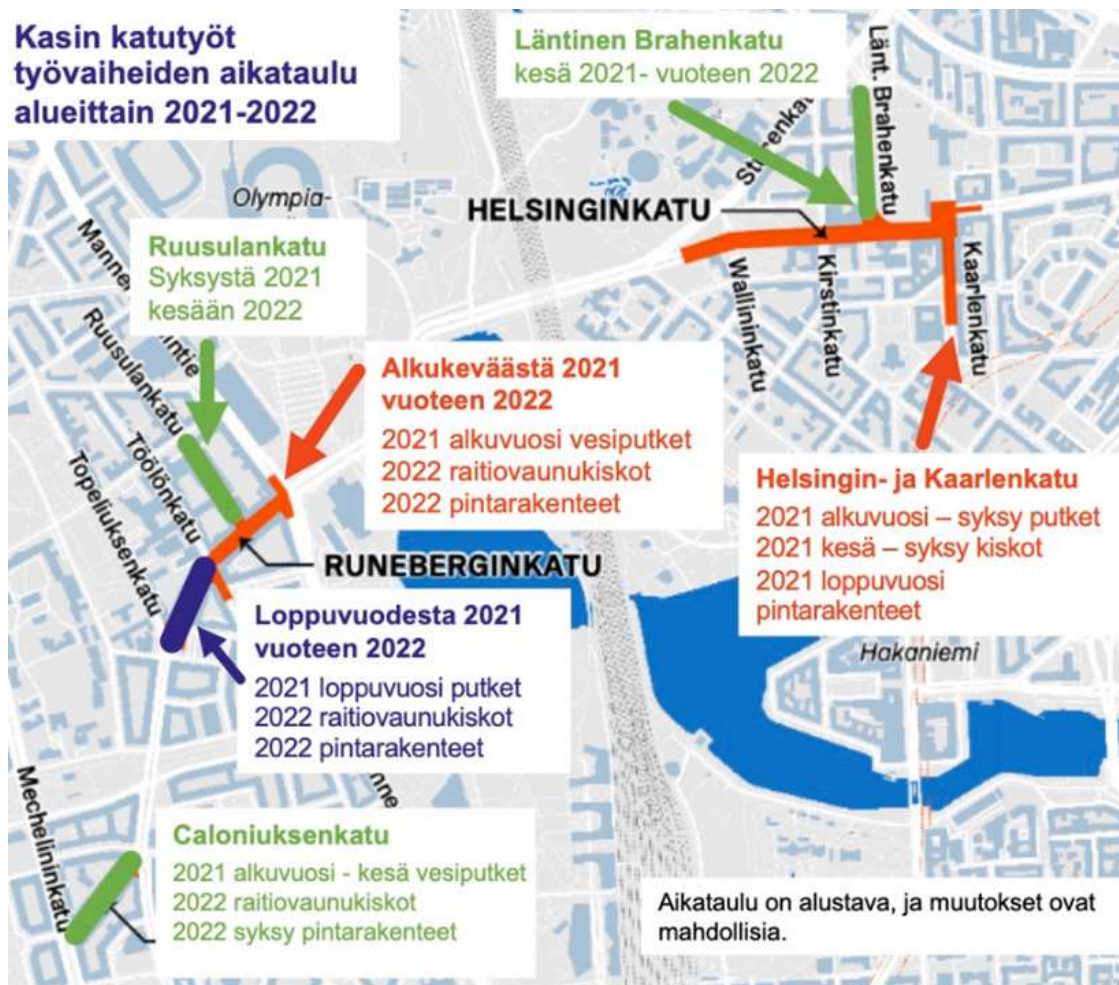 Kasin katutyöt
työvaiheiden aikataulu
alueittain 2021-2022
Läntinen Brahenkatu
kesä 2021- vuoteen 2022
Länt. Brahenkatu
Olympia-
HELSINGINKATU
Ruusulankatu
Syksystä 2021
kesään 2022
Wallininkatu
Kirstinkatu
Kaarlenkatu
Ruusulankatu
Töölönkatu
Topeliuksenkatu
Alkukeväästä 2021
vuoteen 2022
2021 alkuvuosi vesiputket
2022 raitiovaunukiskot
2022 pintarakenteet
Helsingin- ja Kaarlenkatu
2021 alkuvuosi – syksy putket
2021 kesä – syksy kiskot
2021 loppuvuosi
pintarakenteet
RUNEBERGINKATU
Loppuvuodesta 2021
vuoteen 2022
2021 loppuvuosi putket
2022 raitiovaunukiskot
2022 pintarakenteet
Hakaniemi
Mechelininkatu
Caloniuksenkatu
2021 alkuvuosi - kesä vesiputket
2022 raitiovaunukiskot
2022 syksy pintarakenteet
Aikataulu on alustava, ja muutokset ovat
mahdollisia.